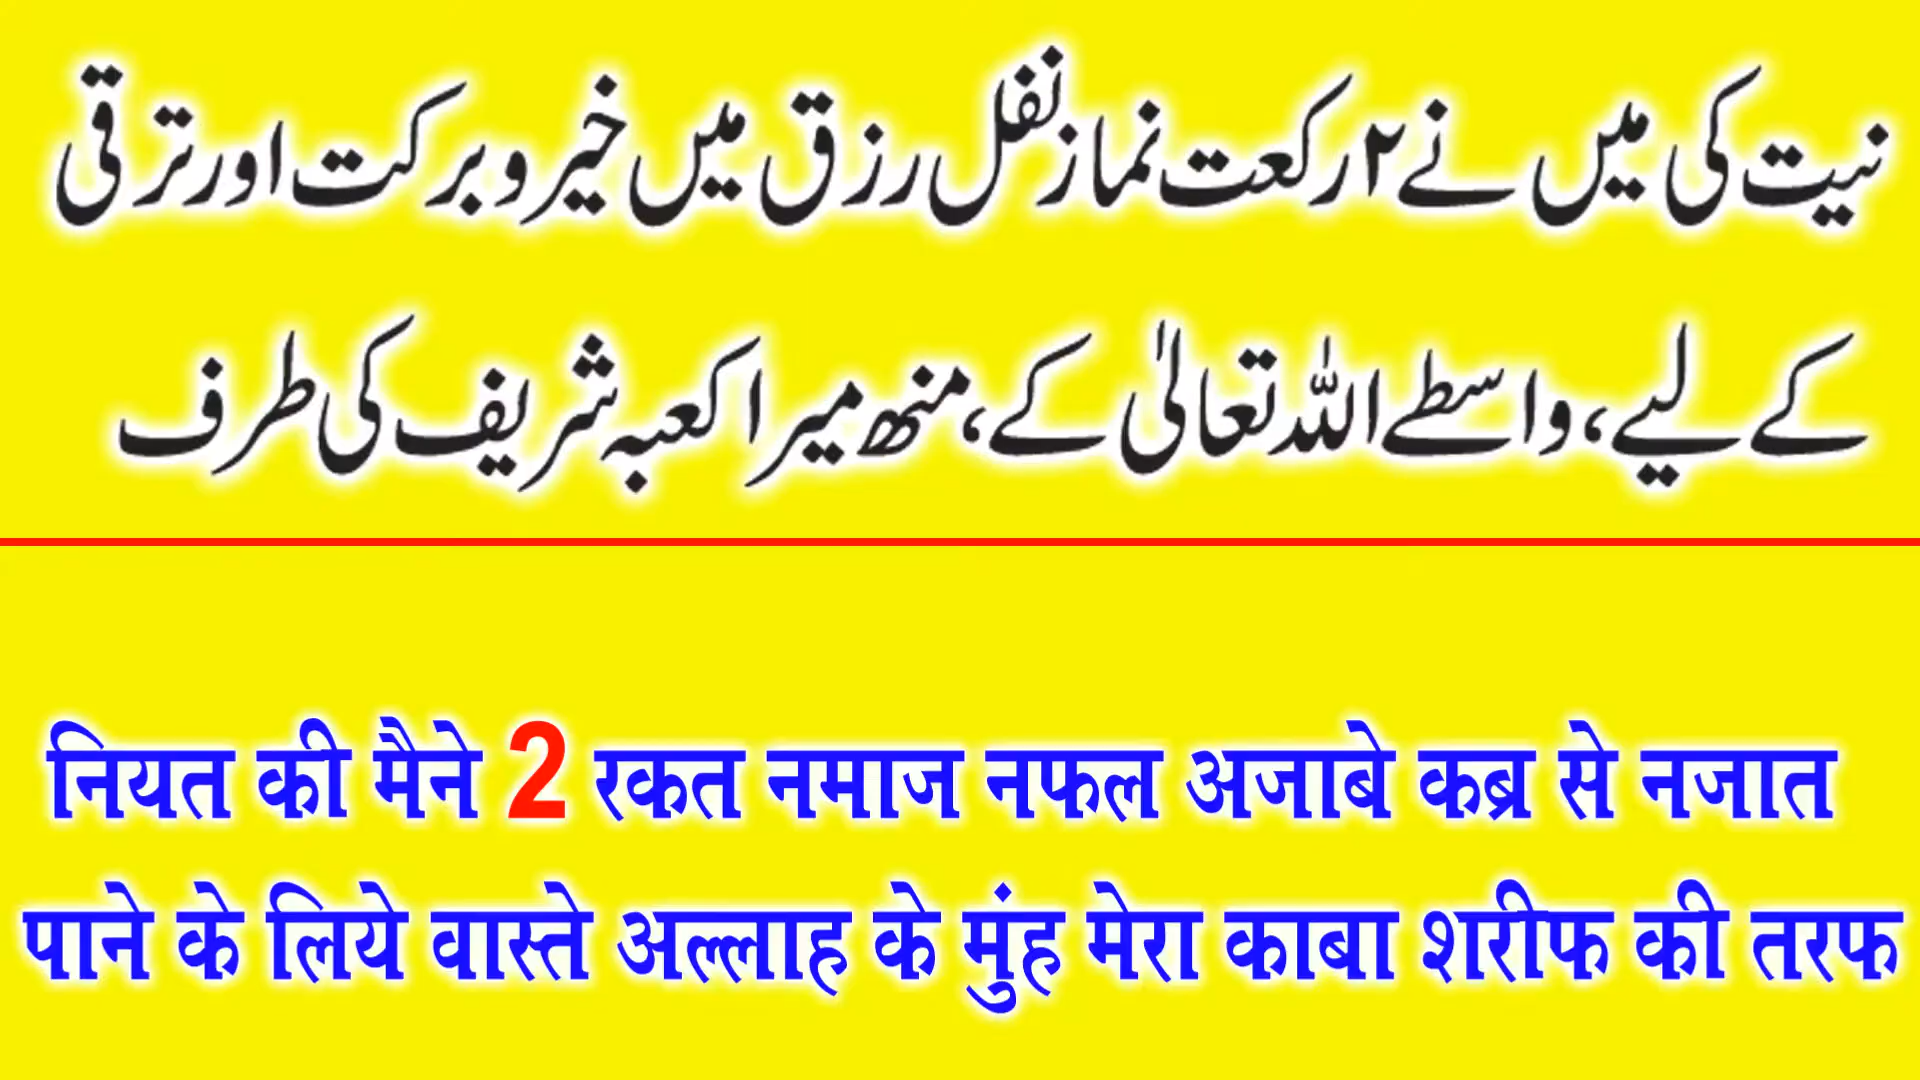 نیت کی میں نے ۲ رکعت نماز نفل رزق میں خیر و برکت اور ترقی
کے لیے، واسطے اللہ تعالیٰ کے، منھ میرا کعبہ شریف کی طرف
नियत की मैने 2 रकत नमाज नफल अजाबे कब्र से नजात
पाने के लिये वास्ते अल्लाह के मुंह मेरा काबा शरीफ की तरफ